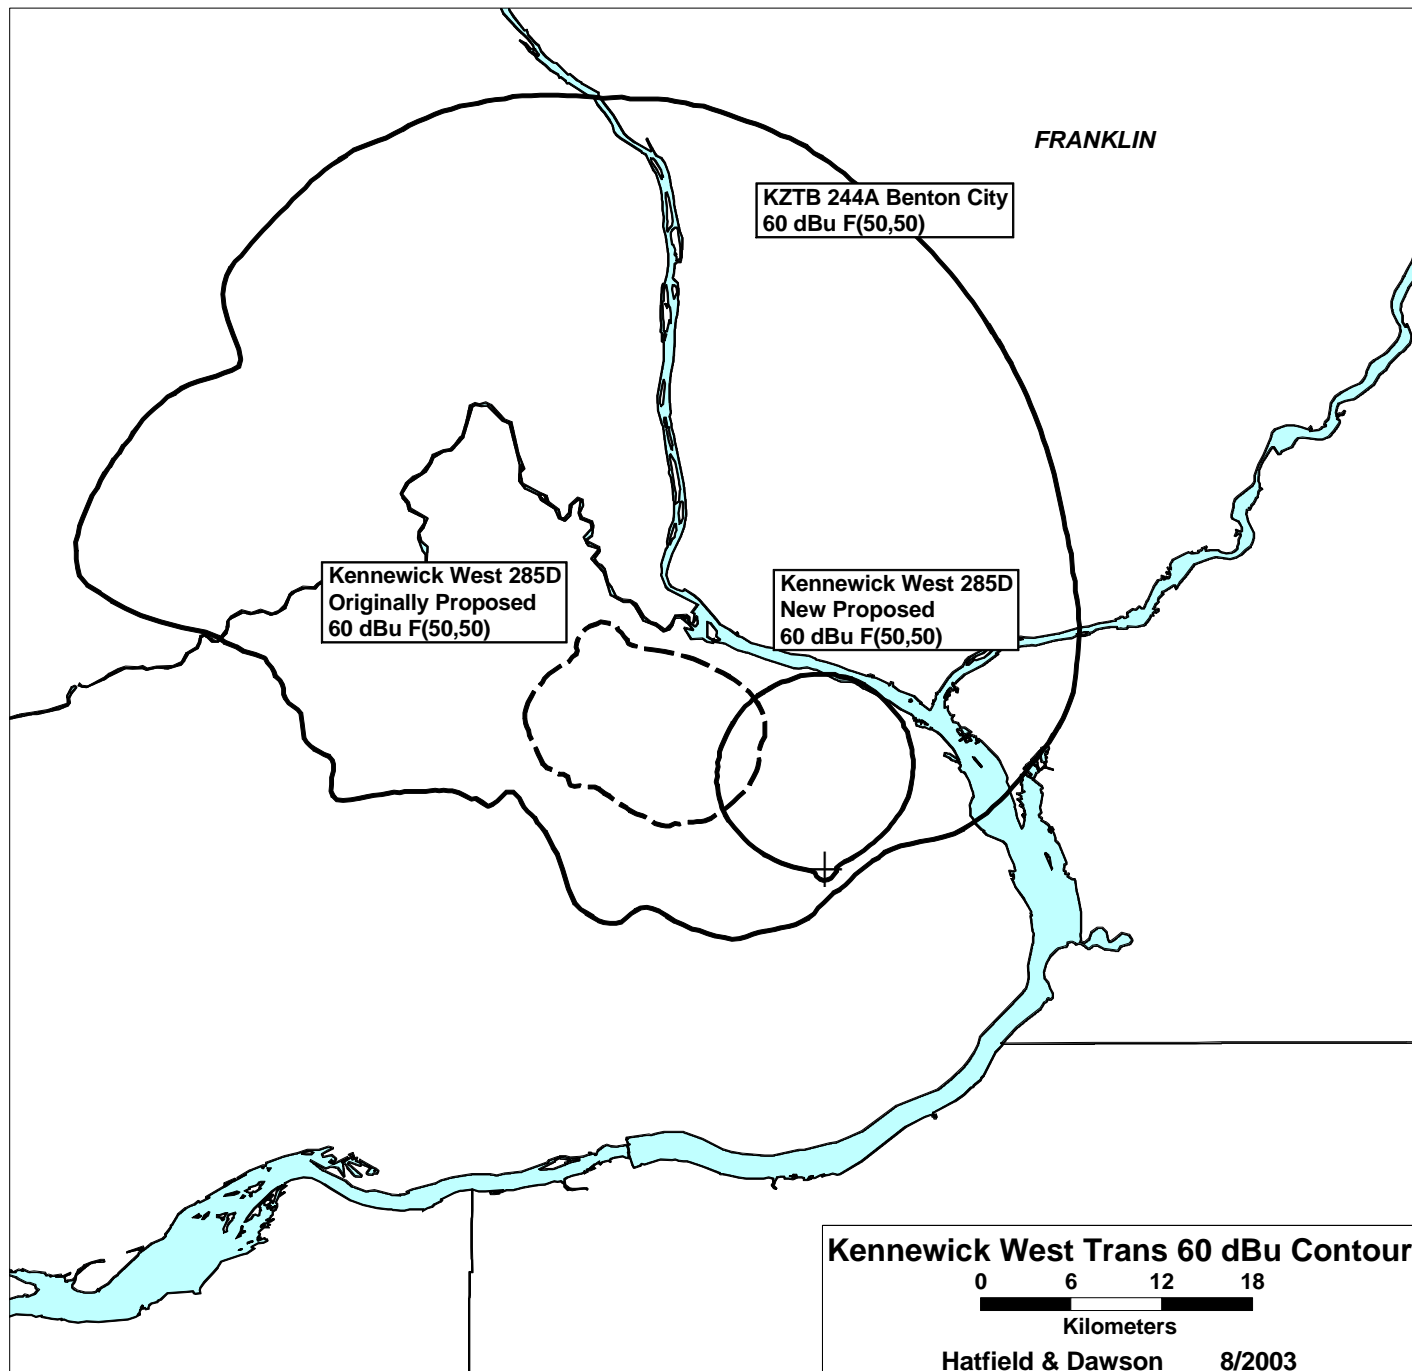 FRANKLIN
KZTB 244A Benton City
60 dBu F(50,50)
Kennewick West 285D
Originally Proposed
60 dBu F(50,50)
Kennewick West 285D
New Proposed
60 dBu F(50,50)
Kennewick West Trans 60 dBu Contour
0 6 12 18
Kilometers
Hatfield & Dawson 8/2003